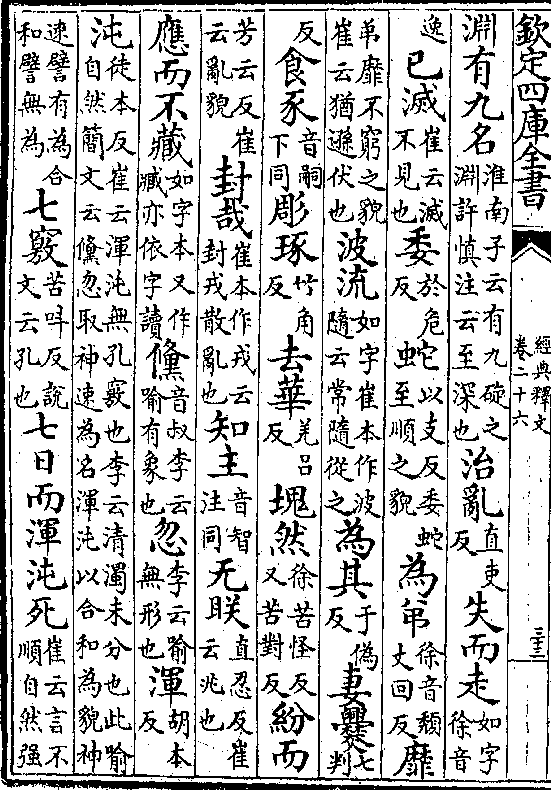 欽定四庫全書 經典釋文 卷二十六
淵有九名 淮南子云有九琁之淵許慎注云至深也 治亂 直吏反 失而走 如字徐音
逸 已滅 崔云滅不見也 委 於危反 蛇 以支反委蛇至順之貌 為弟 徐音頽丈回反 靡
弟靡不窮之貌崔云猶遜伏也 波流 如字崔本作波隨云常隨從之 為其 于偽反 妻爨 七判
反 食豕 音嗣下同 彫琢 竹角反 去華 羌呂反 塊然 徐苦怪反又苦對反 紛而
芳云反崔云亂貌 封哉 崔本作戎云封戎散亂也 知主 音智注同 无朕 直忍反崔云兆也
應而不藏 如字本又作臧亦依字讀 儵 音叔李云喻有象也 忽 李云喻無形也 渾 胡本反
沌 徒本反崔云渾沌無孔竅也李云清濁未分也此喻自然簡文云儵忽取神速為名渾沌以合和為貌神
速譬有為合和譬無為 七竅 苦叫反說文云孔也 七日而渾沌死 崔云言不順自然强